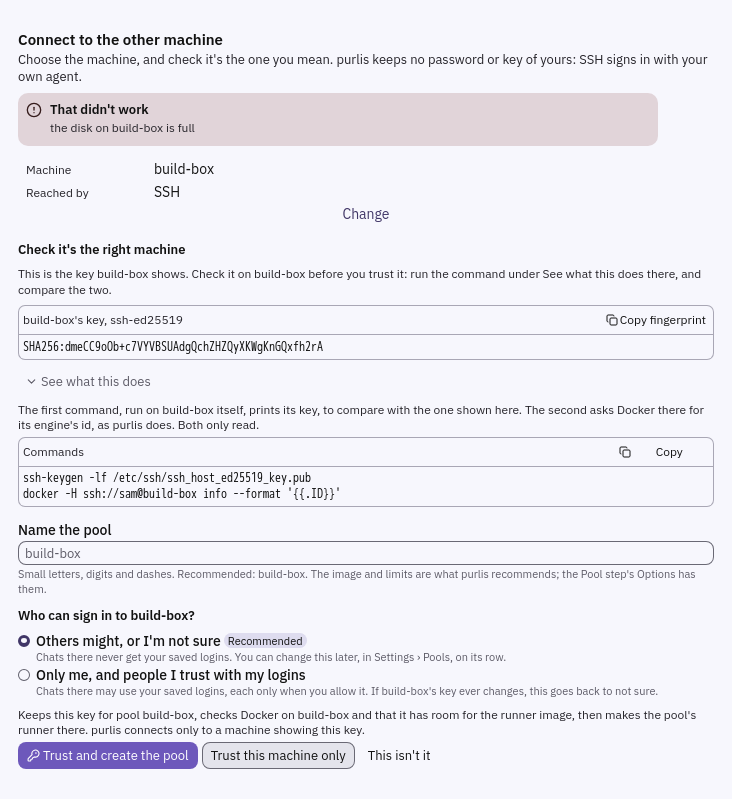 Connect to the other machine
Choose the machine, and check it's the one you mean. purlis keeps no password or key of yours: SSH signs in with your
own agent.
That didn't work
the disk on build-box is full
Machine build-box
Reached by SSH
Change
Check it's the right machine
This is the key build-box shows. Check it on build-box before you trust it: run the command under See what this does there, and
compare the two.
build-box's key, ssh-ed25519 Copy fingerprint
SHA256:dmeCC9oOb+c7VYVBSUAdgQchZHZQyXKWgKnGQxfh2rA
See what this does
The first command, run on build-box itself, prints its key, to compare with the one shown here. The second asks Docker there for
its engine's id, as purlis does. Both only read.
Commands Copy
ssh-keygen -lf /etc/ssh/ssh_host_ed25519_key.pub
docker -H ssh://sam@build-box info --format '{{.ID}}'
Name the pool
build-box
Small letters, digits and dashes. Recommended: build-box. The image and limits are what purlis recommends; the Pool step's Options has
them.
Who can sign in to build-box?
Others might, or I'm not sure Recommended
Chats there never get your saved logins. You can change this later, in Settings › Pools, on its row.
Only me, and people I trust with my logins
Chats there may use your saved logins, each only when you allow it. If build-box's key ever changes, this goes back to not sure.
Keeps this key for pool build-box, checks Docker on build-box and that it has room for the runner image, then makes the pool's
runner there. purlis connects only to a machine showing this key.
Trust and create the pool Trust this machine only This isn't it